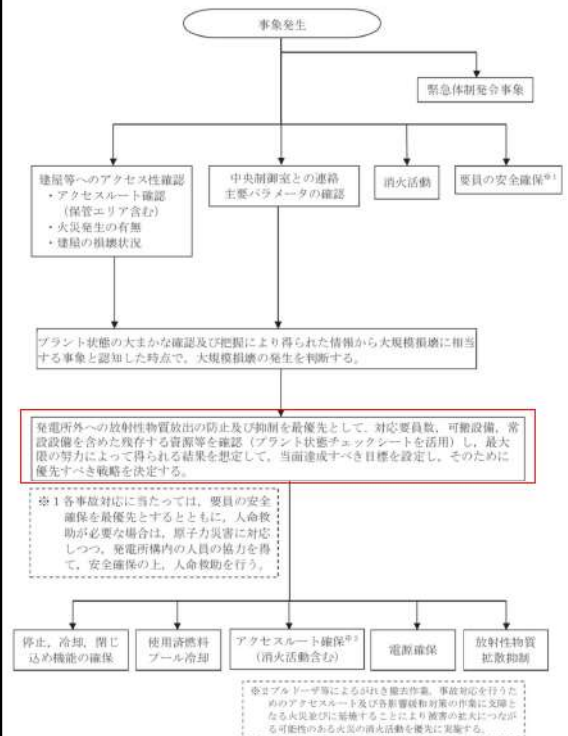 事象発生
緊急体制発令事象
建屋等へのアクセス性確認
・アクセスルート確認
(保管エリア含む)
・火災発生の有無
・建屋の損壊状況
中央制御室との連絡
主要パラメータの確認
消火活動
要員の安全確保※1
プラント状態の大まかな確認及び把握により得られた情報から大規模損壊に相当
する事象と認知した時点で、大規模損壊の発生を判断する。
発電所外への放射性物質放出の防止及び抑制を最優先として、対応要員数、可搬設備、常
設設備を含めた残存する資源等を確認(プラント状態チェックシートを活用)し、最大
限の努力によって得られる結果を想定して、当面達成すべき目標を設定し、そのために
優先すべき戦略を決定する。
※1各事故対応に当たっては、要員の安全
確保を最優先とするとともに、人命救
助が必要な場合は、原子力災害に対応
しつつ、発電所構内の人員の協力を得
て、安全確保の上、人命救助を行う。
停止、冷却、閉じ
込め機能の確保
使用済燃料
プール冷却
アクセスルート確保※2
(消火活動含む)
電源確保
放射性物質
拡散抑制
※2ブルドーザ等によるがれき撤去作業、事故対応を行うた
めのアクセスルート及び各影響緩和対策の作業に支障と
なる火災並びに延焼することにより被害の拡大につなが
る可能性のある火災の消火活動を優先に実施する。